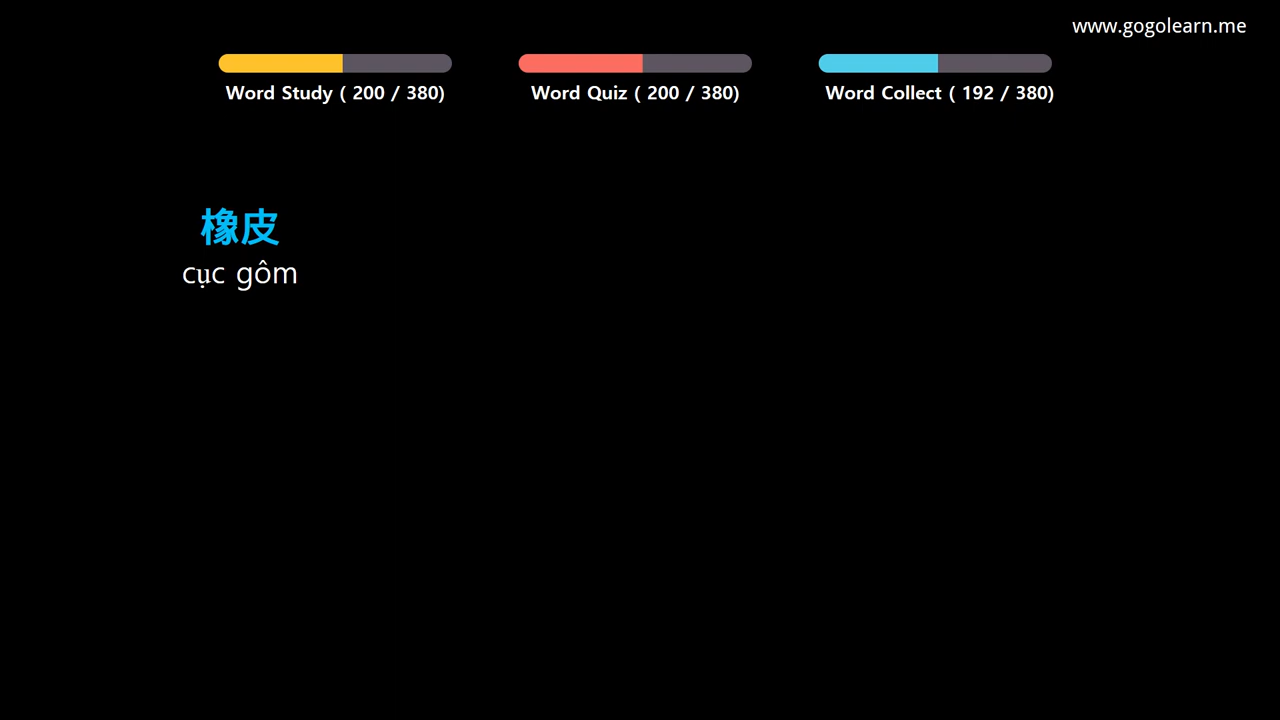 www.gogolearn.me
Word Study ( 200 / 380)
Word Quiz ( 200 / 380)
Word Collect ( 192 / 380)
橡皮
cục gôm